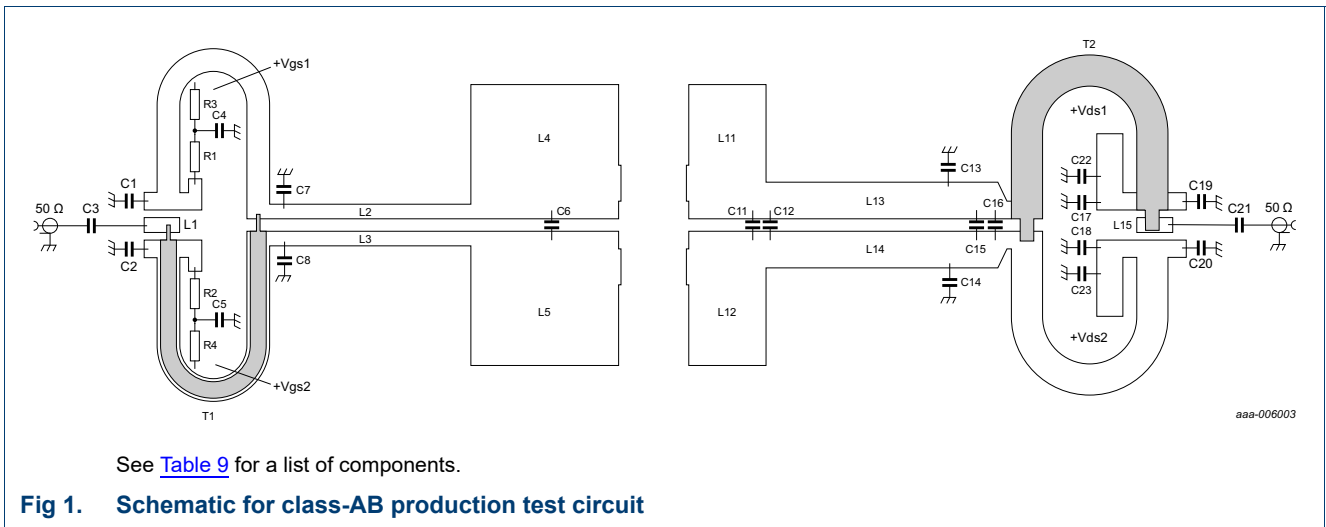 T2
+Vgs1
R3
C4
R1
+Vds1
L4
L11
C22
C13
C1
C7
C19
50 Ω
C3
L1
L2
C6
C11
C12
L13
C16
C17
L15
C21
50 Ω
C2
L3
C8
L14
C15
C18
C20
R2
C5
C14
C23
R4
L5
L12
+Vds2
+Vgs2
T1
aaa-006003
See Table 9 for a list of components.
Fig 1. Schematic for class-AB production test circuit